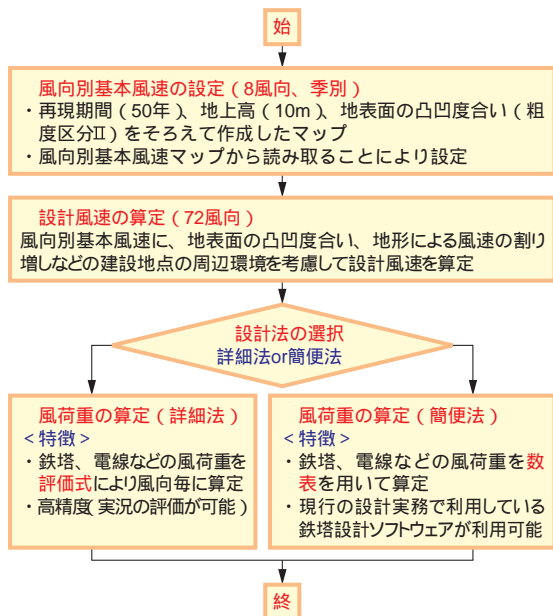 始
風向別基本風速の設定（8風向、季別）
・再現期間（50年）、地上高（10m）、地表面の凸凹度合い（粗
度区分Ⅱ）をそろえて作成したマップ
・風向別基本風速マップから読み取ることにより設定
設計風速の算定（72風向）
風向別基本風速に、地表面の凸凹度合い、地形による風速の割り
増しなどの建設地点の周辺環境を考慮して設計風速を算定
設計法の選択
詳細法or簡便法
風荷重の算定（詳細法）
＜特徴＞
・鉄塔、電線などの風荷重を
評価式により風向毎に算定
・高精度（実況の評価が可能）
風荷重の算定（簡便法）
＜特徴＞
・鉄塔、電線などの風荷重を数
表を用いて算定
・現行の設計実務で利用している
鉄塔設計ソフトウェアが利用可能
終